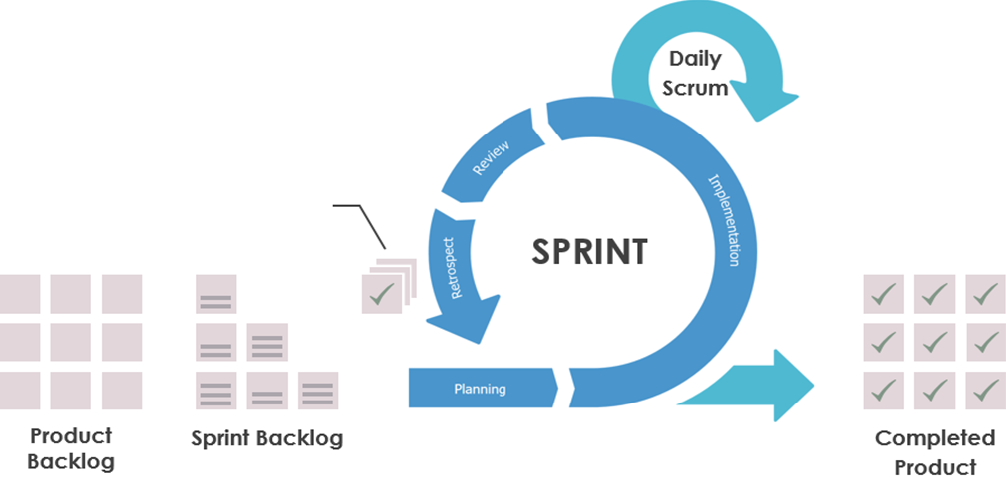 Daily
Scrum
Review
Implementation
SPRINT
Retrospect
Planning
Product
Backlog
Sprint Backlog
Completed
Product